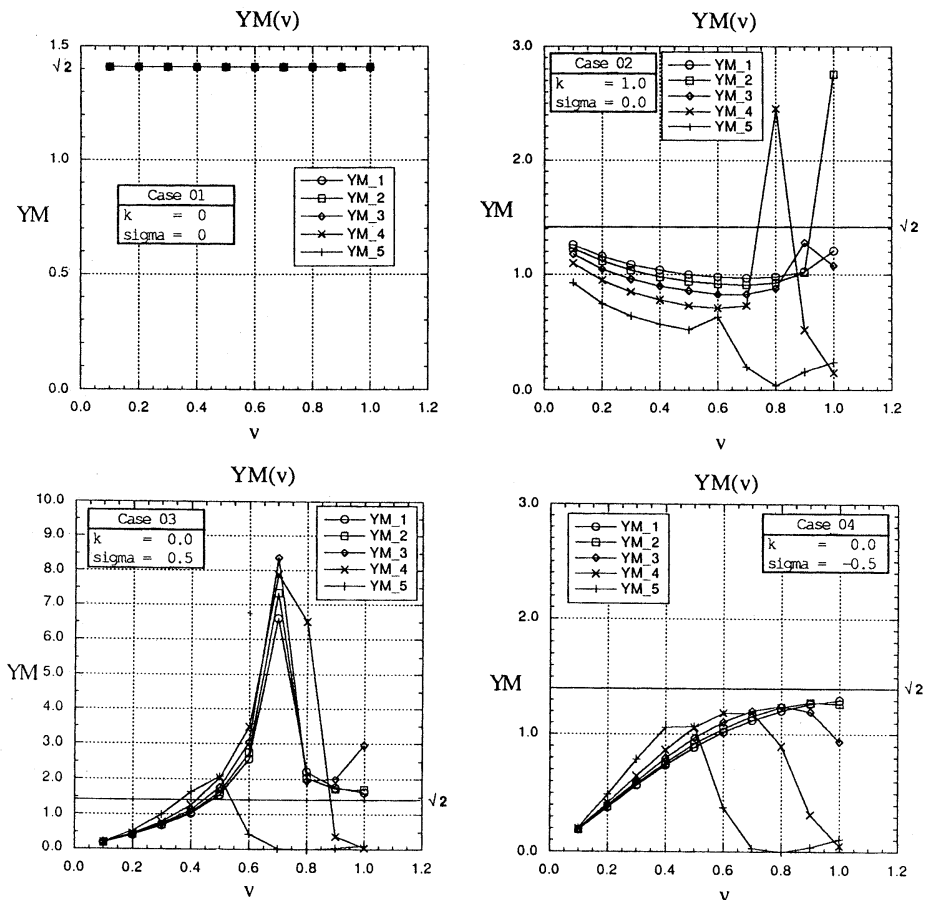 YM(v)
1.5
√2
1.0
YM
0.5
0.0
0.0 0.2 0.4 0.6 0.8 1.0 1.2
v
Case 01
k = 0
sigma = 0
YM_1
YM_2
YM_3
YM_4
YM_5
YM(v)
3.0
2.0
YM
1.0
0.0
0.0 0.2 0.4 0.6 0.8 1.0 1.2
v
Case 02
k = 1.0
sigma = 0.0
YM_1
YM_2
YM_3
YM_4
YM_5
√2
YM(v)
10.0
9.0
8.0
7.0
6.0
5.0
YM
4.0
3.0
2.0
1.0
0.0
0.0 0.2 0.4 0.6 0.8 1.0 1.2
v
Case 03
k = 0.0
sigma = 0.5
YM_1
YM_2
YM_3
YM_4
YM_5
√2
YM(v)
3.0
2.0
YM
1.0
0.0
0.0 0.2 0.4 0.6 0.8 1.0 1.2
v
YM_1
YM_2
YM_3
YM_4
YM_5
Case 04
k = 0.0
sigma = -0.5
√2